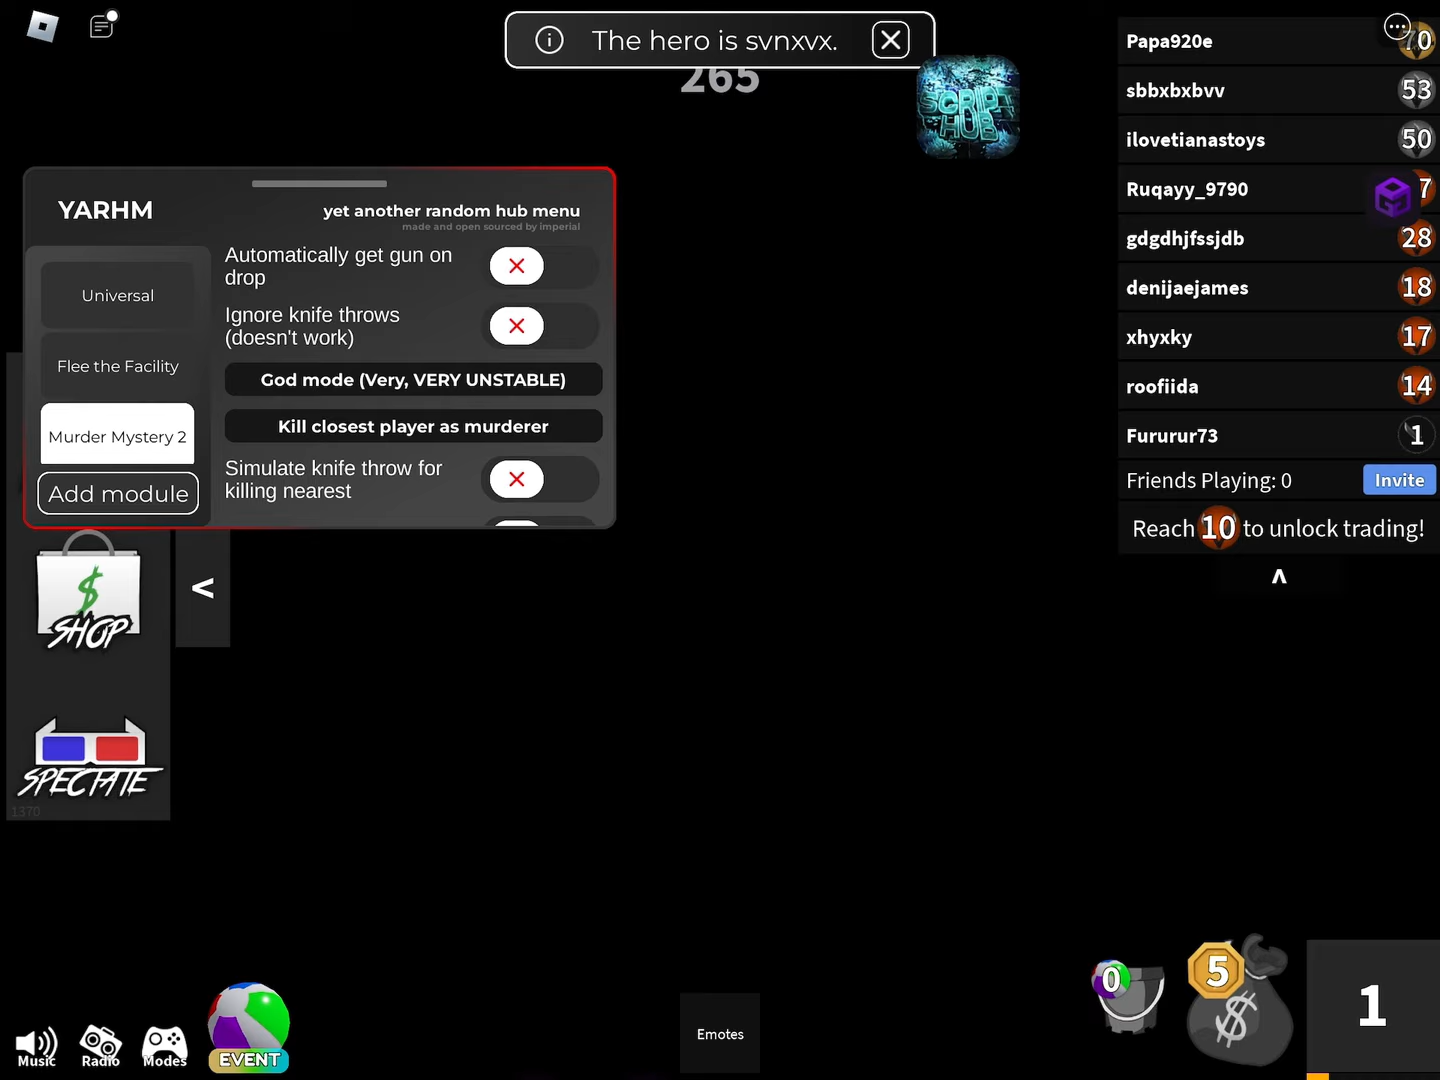 The hero is svnxvx.
265
SCRIPT
HUB
Papa920e 70
sbbxbxbvv 53
ilovetianastoys 50
Ruqayy_9790 7
gdgdhjfssjdb 28
denijaejames 18
xhyxky 17
roofiida 14
Fururur73 1
Friends Playing: 0 Invite
Reach 10 to unlock trading!
YARHM
yet another random hub menu
made and open sourced by imperial
Universal
Flee the Facility
Murder Mystery 2
Add module
Automatically get gun on
drop
Ignore knife throws
(doesn't work)
God mode (Very, VERY UNSTABLE)
Kill closest player as murderer
Simulate knife throw for
killing nearest
<
$
SHOP
SPECTATE
1370
Music
Radio
Modes
EVENT
Emotes
0
5
$
1